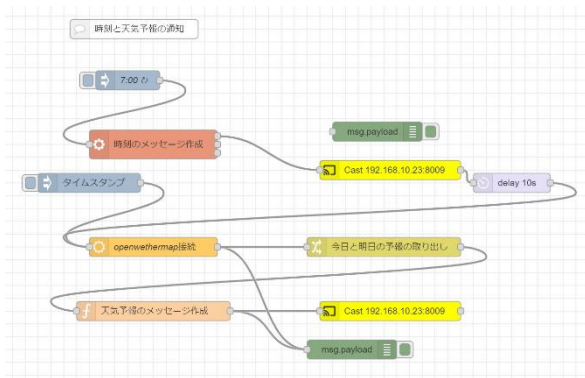 時刻と天気予報の通知
7:00 ↻
時刻のメッセージ作成
msg.payload
Cast 192.168.10.23:8009
タイムスタンプ
delay 10s
openwethermap接続
今日と明日の予報の取り出し
天気予報のメッセージ作成
Cast 192.168.10.23:8009
msg.payload